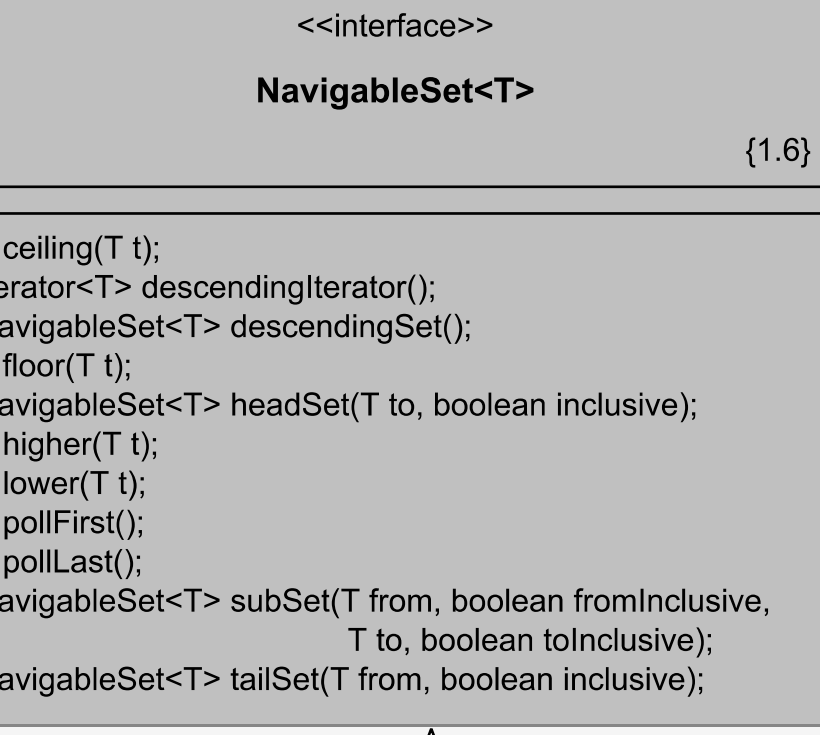 <<interface>>
NavigableSet<T>
{1.6}
ceiling(T t);
erator<T> descendingIterator();
avigableSet<T> descendingSet();
floor(T t);
avigableSet<T> headSet(T to, boolean inclusive);
higher(T t);
lower(T t);
pollFirst();
pollLast();
avigableSet<T> subSet(T from, boolean fromInclusive,
T to, boolean toInclusive);
avigableSet<T> tailSet(T from, boolean inclusive);